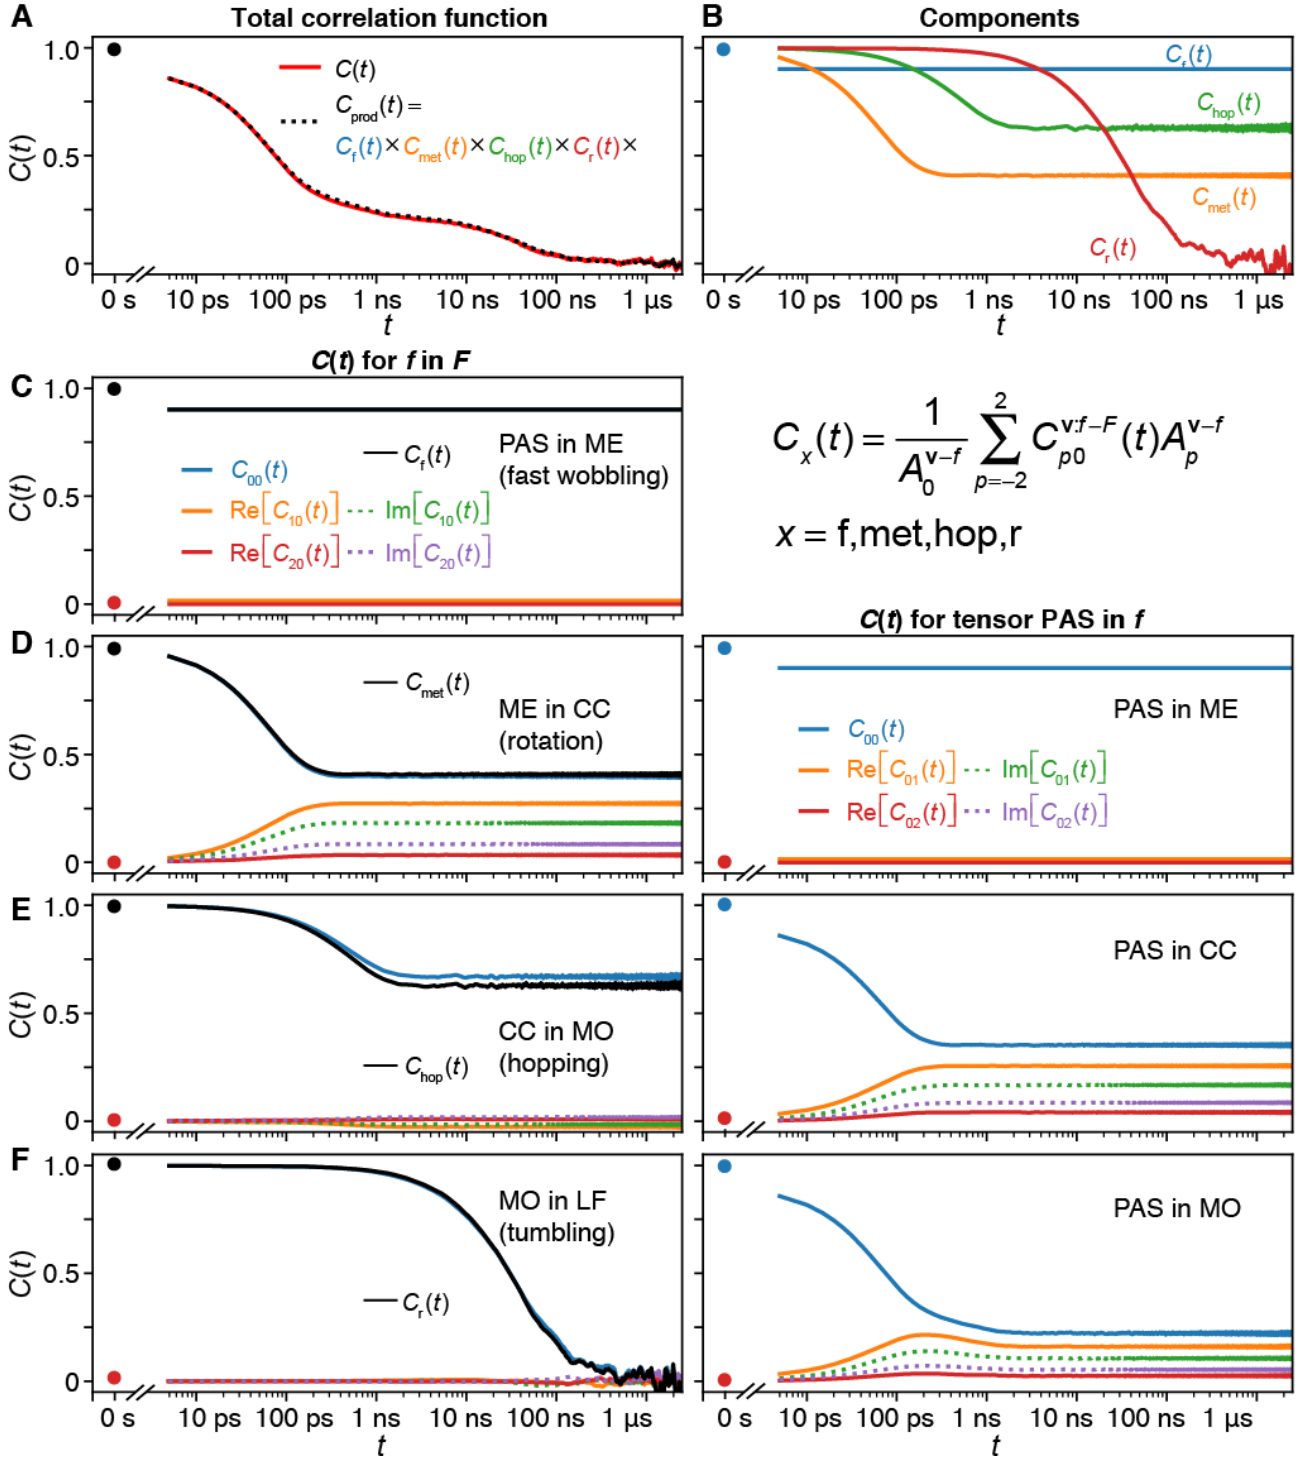 A Total correlation function
C(t)
1.0
0.5
0
C(t)
C_prod(t) =
C_f(t)×C_met(t)×C_hop(t)×C_r(t)×
0 s 10 ps 100 ps 1 ns 10 ns 100 ns 1 μs
t
B Components
1.0
0.5
0
C_f(t)
C_hop(t)
C_met(t)
C_r(t)
0 s 10 ps 100 ps 1 ns 10 ns 100 ns 1 μs
t
C(t) for f in F
C
C(t)
1.0
0.5
0
C_f(t)
PAS in ME
(fast wobbling)
C_00(t)
Re[C_10(t)] Im[C_10(t)]
Re[C_20(t)] Im[C_20(t)]
C_x(t) = 1/A_0^{v–f} ∑_{p=–2}^{2} C_{p0}^{v:f–F}(t)A_p^{v–f}
x = f,met,hop,r
D
C(t)
1.0
0.5
0
C_met(t)
ME in CC
(rotation)
C(t) for tensor PAS in f
PAS in ME
C_00(t)
Re[C_01(t)] Im[C_01(t)]
Re[C_02(t)] Im[C_02(t)]
E
C(t)
1.0
0.5
0
CC in MO
(hopping)
C_hop(t)
PAS in CC
F
C(t)
1.0
0.5
0
MO in LF
(tumbling)
C_r(t)
0 s 10 ps 100 ps 1 ns 10 ns 100 ns 1 μs
t
PAS in MO
0 s 10 ps 100 ps 1 ns 10 ns 100 ns 1 μs
t